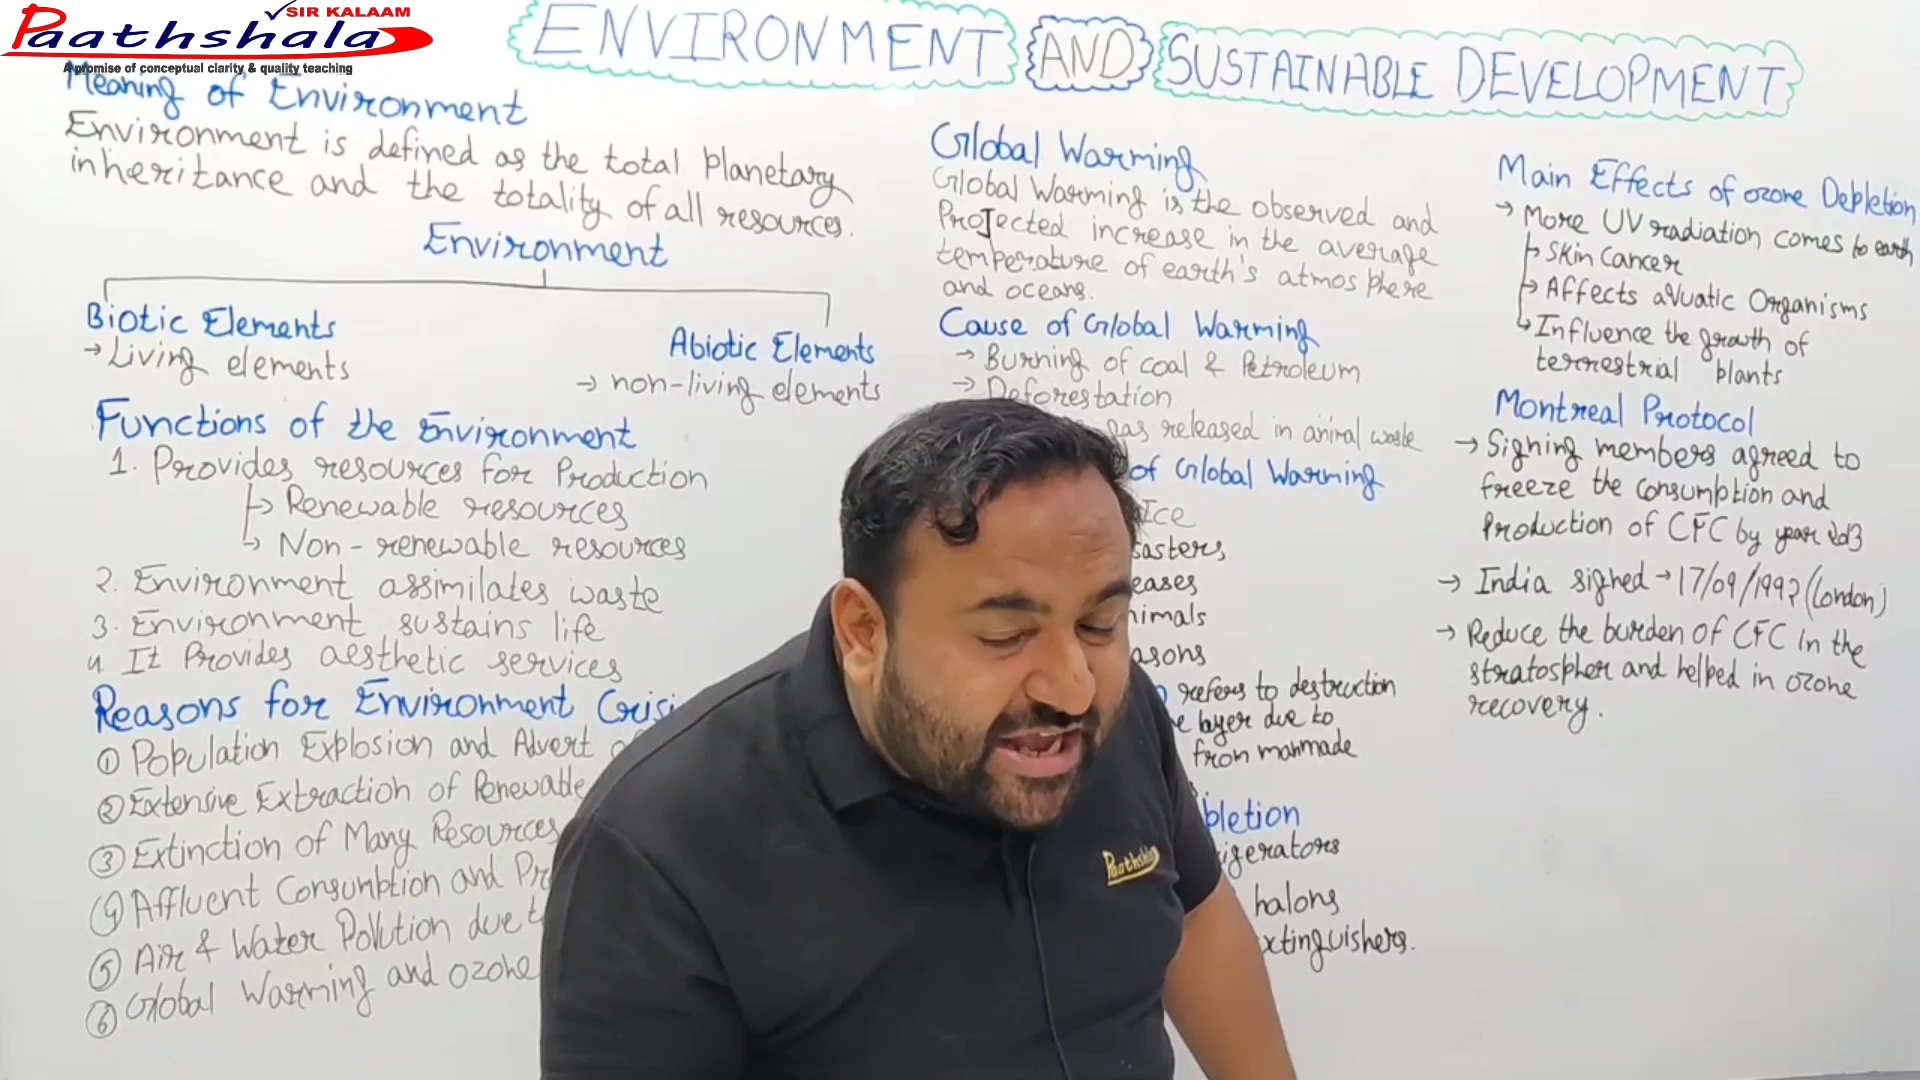 SIR KALAAM
Paathshala
A promise of conceptual clarity & quality teaching
ENVIRONMENT AND SUSTAINABLE DEVELOPMENT
Meaning of Environment
Environment is defined as the total Planetary
inheritance and the totality of all resources.
Environment
Biotic Elements
→ Living elements
Abiotic Elements
→ non-living elements
Functions of the Environment
1. Provides resources for Production
→ Renewable resources
→ Non-renewable resources
2. Environment assimilates waste
3. Environment sustains life
4. It Provides aesthetic services
Reasons for Environment Crisi
① Population Explosion and Advert
② Extensive Extraction of Renewable
③ Extinction of Many Resources
④ Affluent Consumption and Pr
⑤ Air & Water Pollution due t
⑥ Global Warming and Ozone
Global Warming
Global Warming is the observed and
Projected increase in the average
temperature of earth's atmosphere
and oceans.
Cause of Global Warming
→ Burning of coal & Petroleum
→ Deforestation
gas released in animal waste
of Global Warming
Ice
sasters
eases
nimals
asons
refers to destruction
e layer due to
from manmade
pletion
igerators
halons
xtinguishers.
Main Effects of ozone Depletion
→ More UV radiation comes to earth
→ Skin Cancer
→ Affects aquatic Organisms
→ Influence the growth of
terrestrial plants
Montreal Protocol
→ Signing members agreed to
freeze the consumption and
Production of CFC by year
→ India signed → 17/09/1992 (London)
→ Reduce the burden of CFC in the
stratospher and helped in ozone
recovery.
Paathshala